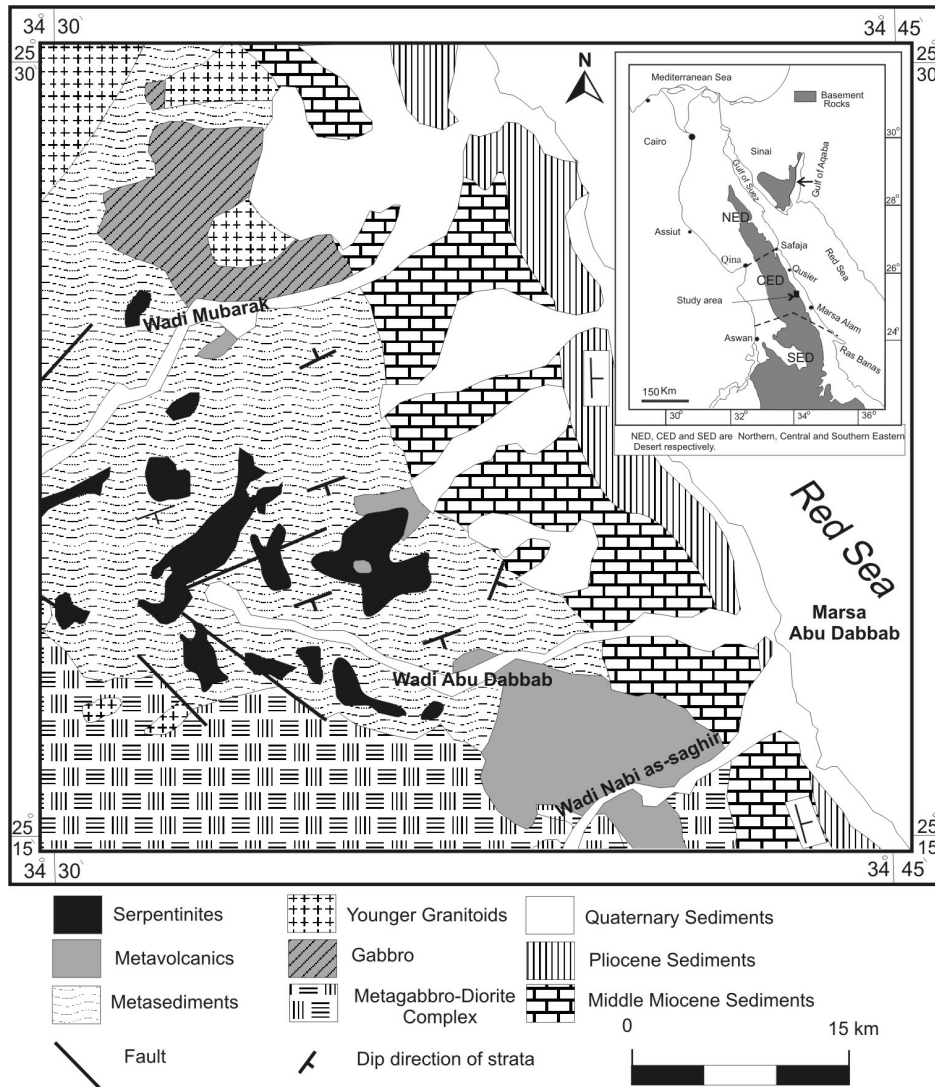 34° 30'
34° 45'
25° 30'
25° 30'
N
Mediterranean Sea
Basement
Rocks
Cairo
Sinai
Gulf of Suez
Gulf of Aqaba
30°
28°
NED
Assiut
Safaja
Red Sea
Qina
Qusier
26°
CED
Study area
Marsa Alam
24°
Aswan
SED
Ras Banas
150 Km
30°
32°
34°
36°
NED, CED and SED are Northern, Central and Southern Eastern
Desert respectively.
Wadi Mubarak
Red Sea
Marsa
Abu Dabbab
Wadi Abu Dabbab
Wadi Nabi as-saghir
25° 15'
25° 15'
34° 30'
34° 45'
Serpentinites
Younger Granitoids
Quaternary Sediments
Metavolcanics
Gabbro
Pliocene Sediments
Metasediments
Metagabbro-Diorite
Complex
Middle Miocene Sediments
Fault
Dip direction of strata
0 15 km